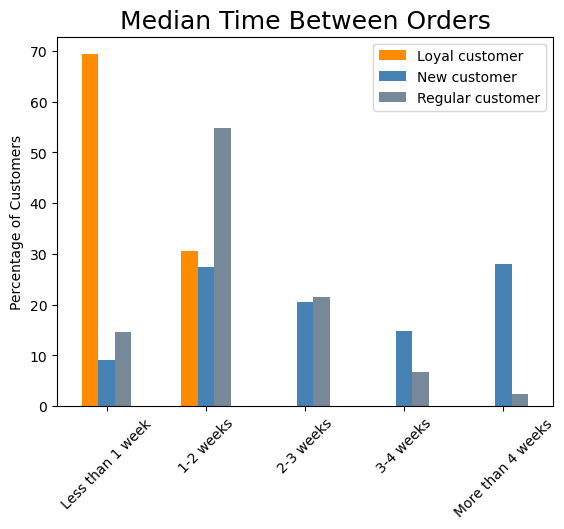 Median Time Between Orders
Loyal customer
New customer
Regular customer
Percentage of Customers
70
60
50
40
30
20
10
0
Less than 1 week
1-2 weeks
2-3 weeks
3-4 weeks
More than 4 weeks